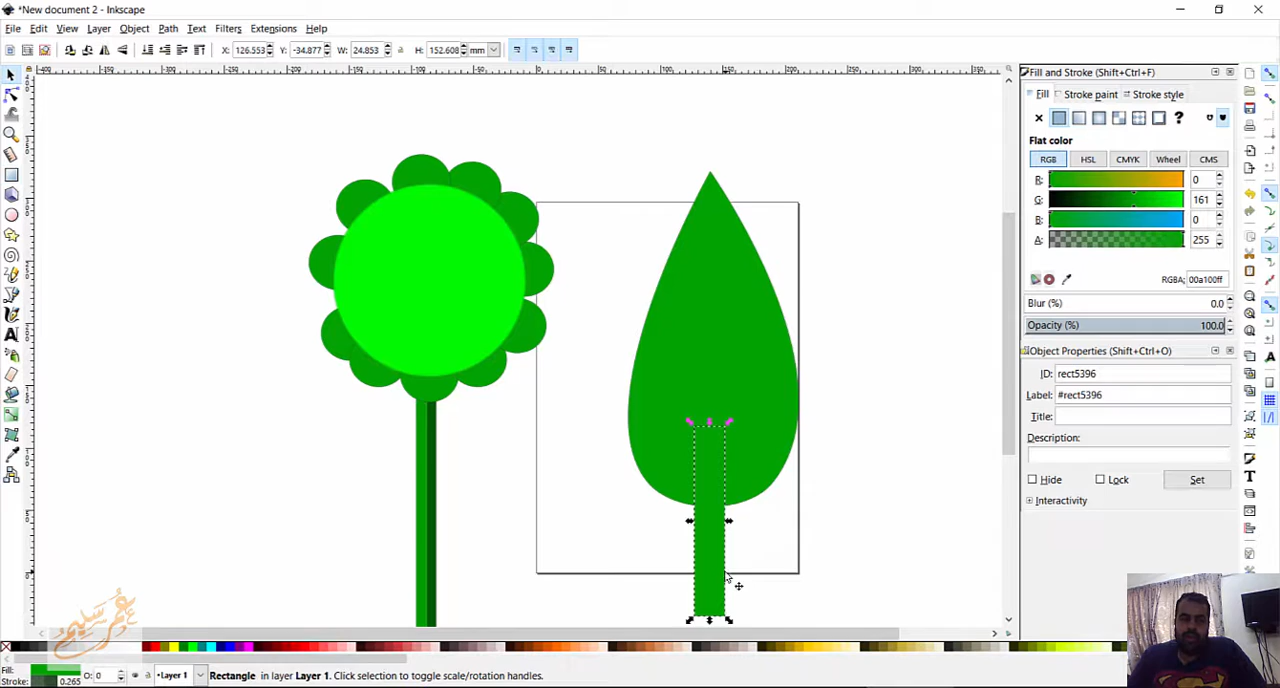 *New document 2 - Inkscape
File Edit View Layer Object Path Text Filters Extensions Help
X: 126.553 Y: -34.877 W: 24.853 H: 152.608 mm
Fill and Stroke (Shift+Ctrl+F)
Fill Stroke paint Stroke style
Flat color
RGB HSL CMYK Wheel CMS
R: 0
G: 161
B: 0
A: 255
RGBA: 00a100ff
Blur (%) 0.0
Opacity (%) 100.0
Object Properties (Shift+Ctrl+O)
ID: rect5396
Label: #rect5396
Title:
Description:
Hide Lock Set
Interactivity
عمر سليم
Fill:
Stroke: 0.265
O: 0
Layer 1
Rectangle in layer Layer 1. Click selection to toggle scale/rotation handles.